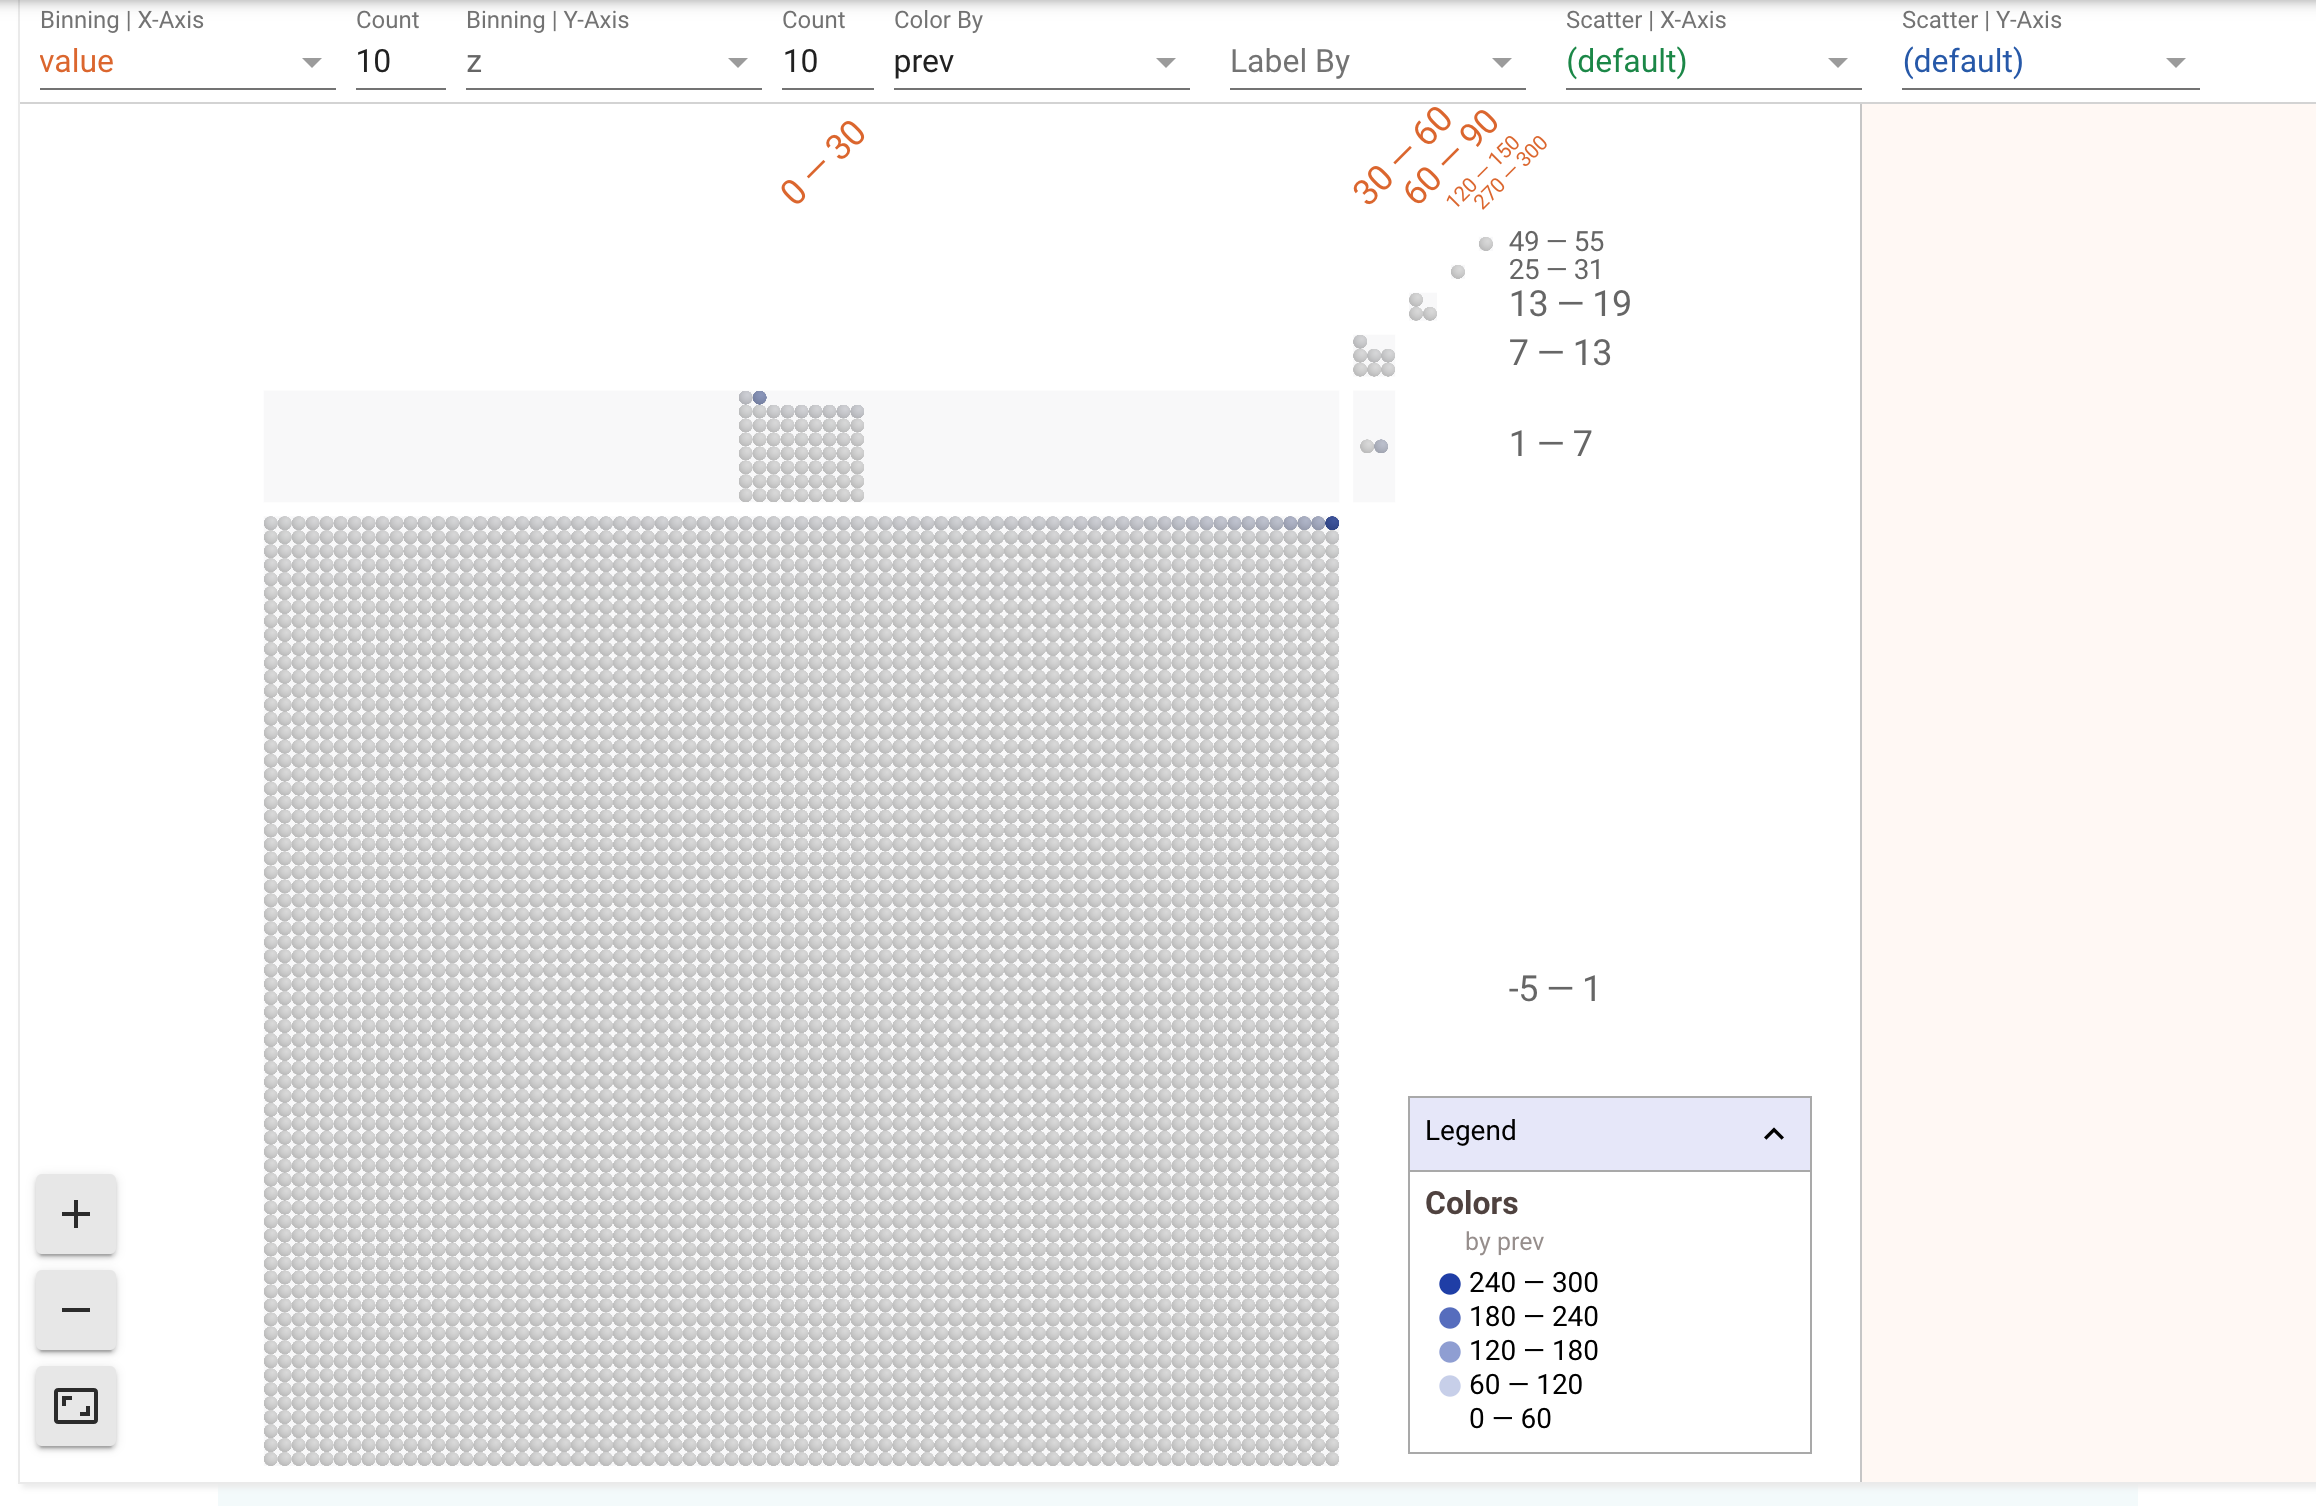 Binning | X-Axis
value
Count
10
Binning | Y-Axis
z
Count
10
Color By
prev
Label By
Scatter | X-Axis
(default)
Scatter | Y-Axis
(default)
0 — 30
30 — 60
60 — 90
120 — 150
270 — 300
49 — 55
25 — 31
13 — 19
7 — 13
1 — 7
-5 — 1
Legend
Colors
by prev
240 — 300
180 — 240
120 — 180
60 — 120
0 — 60